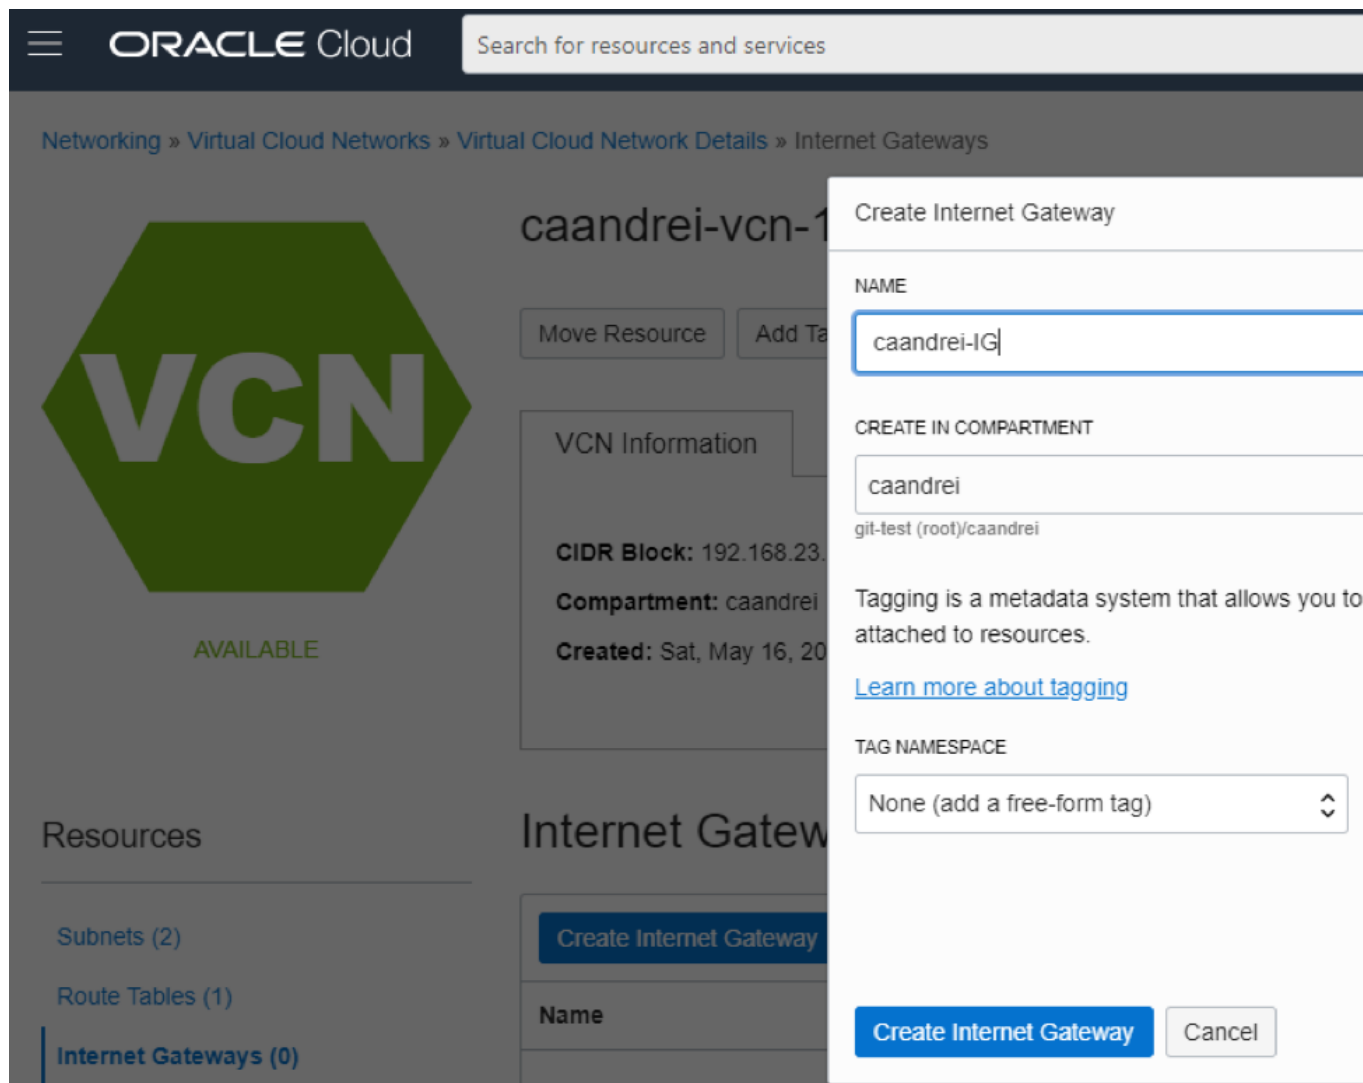 ORACLE Cloud
Search for resources and services
Networking » Virtual Cloud Networks » Virtual Cloud Network Details » Internet Gateways
VCN
AVAILABLE
caandrei-vcn-1
Move Resource
Add Ta
VCN Information
CIDR Block: 192.168.23.
Compartment: caandrei
Created: Sat, May 16, 20
Resources
Subnets (2)
Route Tables (1)
Internet Gateways (0)
Internet Gatew
Create Internet Gateway
Name
Create Internet Gateway
NAME
caandrei-IG
CREATE IN COMPARTMENT
caandrei
git-test (root)/caandrei
Tagging is a metadata system that allows you to
attached to resources.
Learn more about tagging
TAG NAMESPACE
None (add a free-form tag)
Create Internet Gateway
Cancel